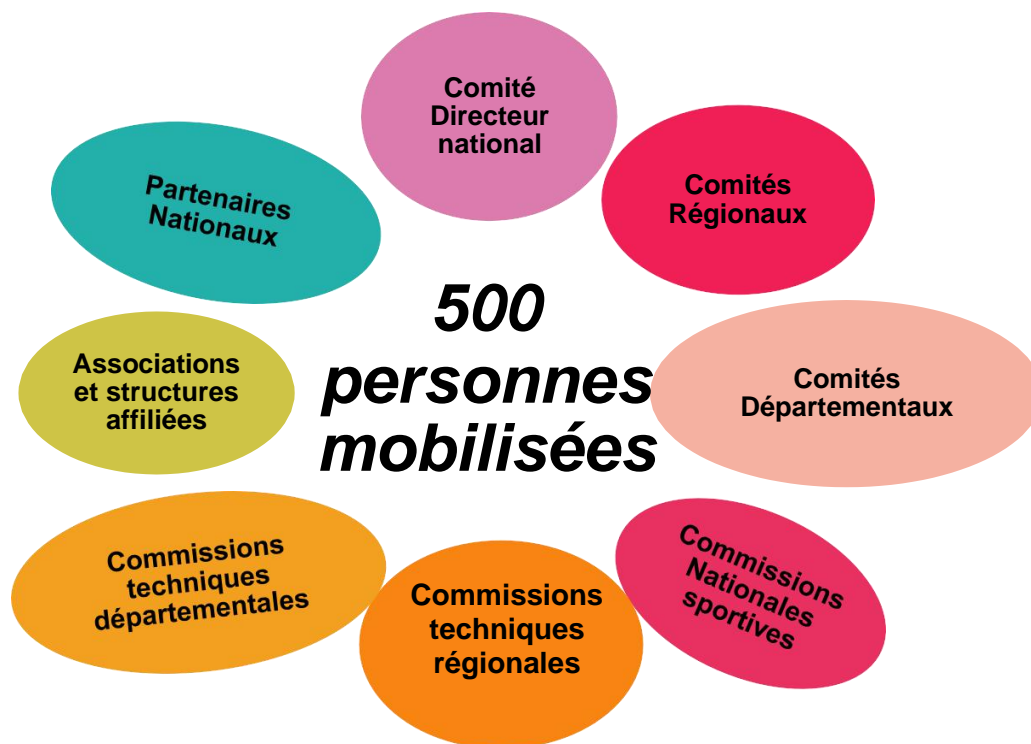 Comité
Directeur
national
Comités
Régionaux
Partenaires
Nationaux
500
personnes
mobilisées
Associations
et structures
affiliées
Comités
Départementaux
Commissions
techniques
départementales
Commissions
techniques
régionales
Commissions
Nationales
sportives